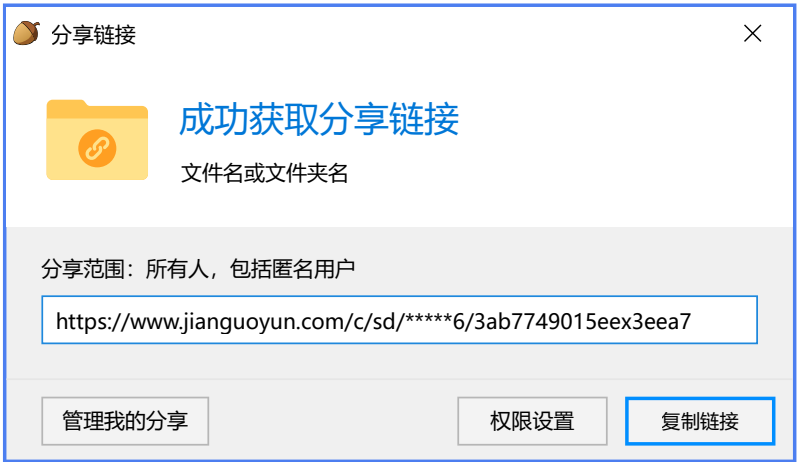 分享链接
成功获取分享链接
文件名或文件夹名
分享范围：所有人，包括匿名用户
https://www.jianguoyun.com/c/sd/*****6/3ab7749015eex3eea7
管理我的分享 权限设置 复制链接